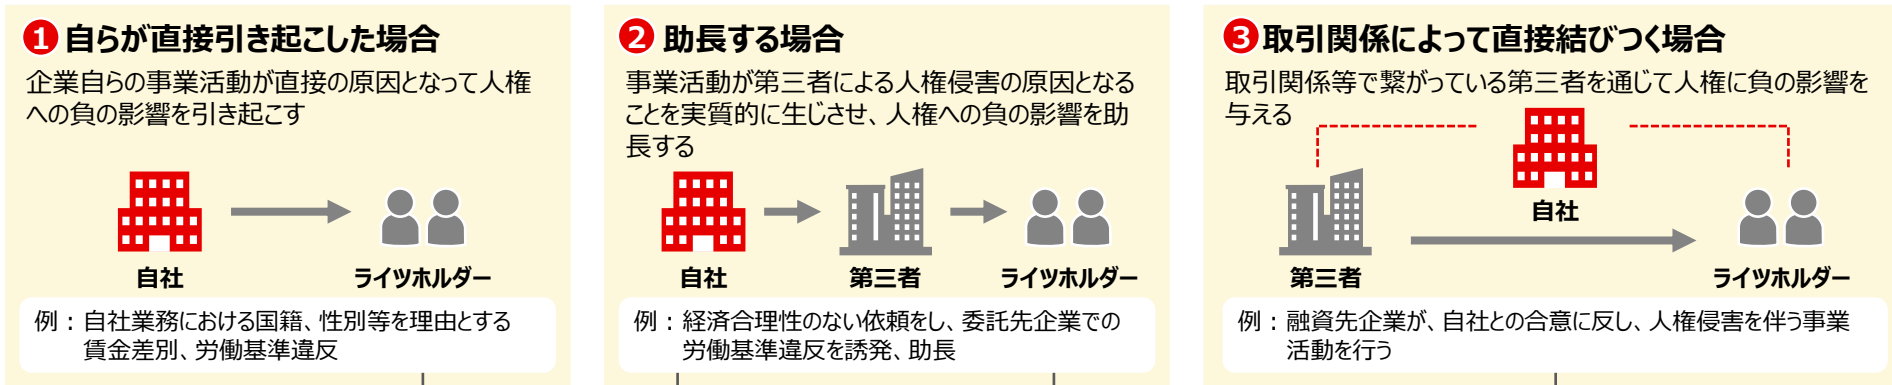 1 自らが直接引き起こした場合
企業自らの事業活動が直接の原因となって人権
への負の影響を引き起こす
自社
ライツホルダー
例：自社業務における国籍、性別等を理由とする
賃金差別、労働基準違反
2 助長する場合
事業活動が第三者による人権侵害の原因となる
ことを実質的に生じさせ、人権への負の影響を助
長する
自社
第三者
ライツホルダー
例：経済合理性のない依頼をし、委託先企業での
労働基準違反を誘発、助長
3 取引関係によって直接結びつく場合
取引関係等で繋がっている第三者を通じて人権に負の影響を
与える
自社
第三者
ライツホルダー
例：融資先企業が、自社との合意に反し、人権侵害を伴う事業
活動を行う